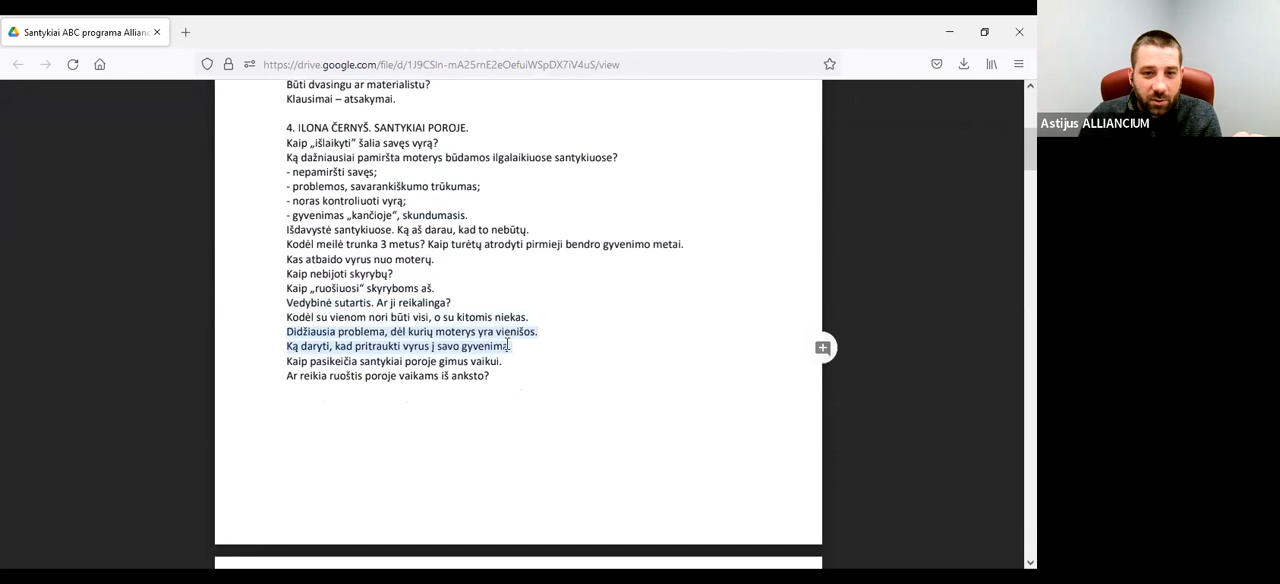 Santykiai ABC programa Allianc
https://drive.google.com/file/d/1J9CSln-mA25rnE2eOefuiWSpDX7iV4uS/view
Astijus ALLIANCIUM
Būti dvasingu ar materialistu?
Klausimai – atsakymai.
4. ILONA ČERNYŠ. SANTYKIAI POROJE.
Kaip „išlaikyti” šalia savęs vyrą?
Ką dažniausiai pamiršta moterys būdamos ilgalaikiuose santykiuose?
- nepamiršti savęs;
- problemos, savarankiškumo trūkumas;
- noras kontroliuoti vyrą;
- gyvenimas „kančioje“, skundumasis.
Išdavystė santykiuose. Ką aš darau, kad to nebūtų.
Kodėl meilė trunka 3 metus? Kaip turėtų atrodyti pirmieji bendro gyvenimo metai.
Kas atbaido vyrus nuo moterų.
Kaip nebijoti skyrybų?
Kaip „ruošiuosi“ skyryboms aš.
Vedybinė sutartis. Ar ji reikalinga?
Kodėl su vienom nori būti visi, o su kitomis niekas.
Didžiausia problema, dėl kurių moterys yra vienišos.
Ką daryti, kad pritraukti vyrus į savo gyvenimą.
Kaip pasikeičia santykiai poroje gimus vaikui.
Ar reikia ruoštis poroje vaikams iš anksto?